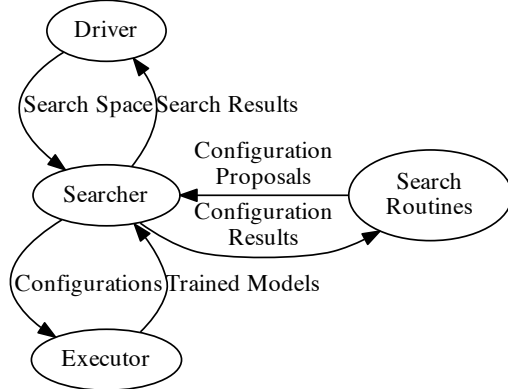 Driver
Search Space
Search Results
Configuration
Proposals
Searcher
Search
Routines
Configuration
Results
Configurations
Trained Models
Executor